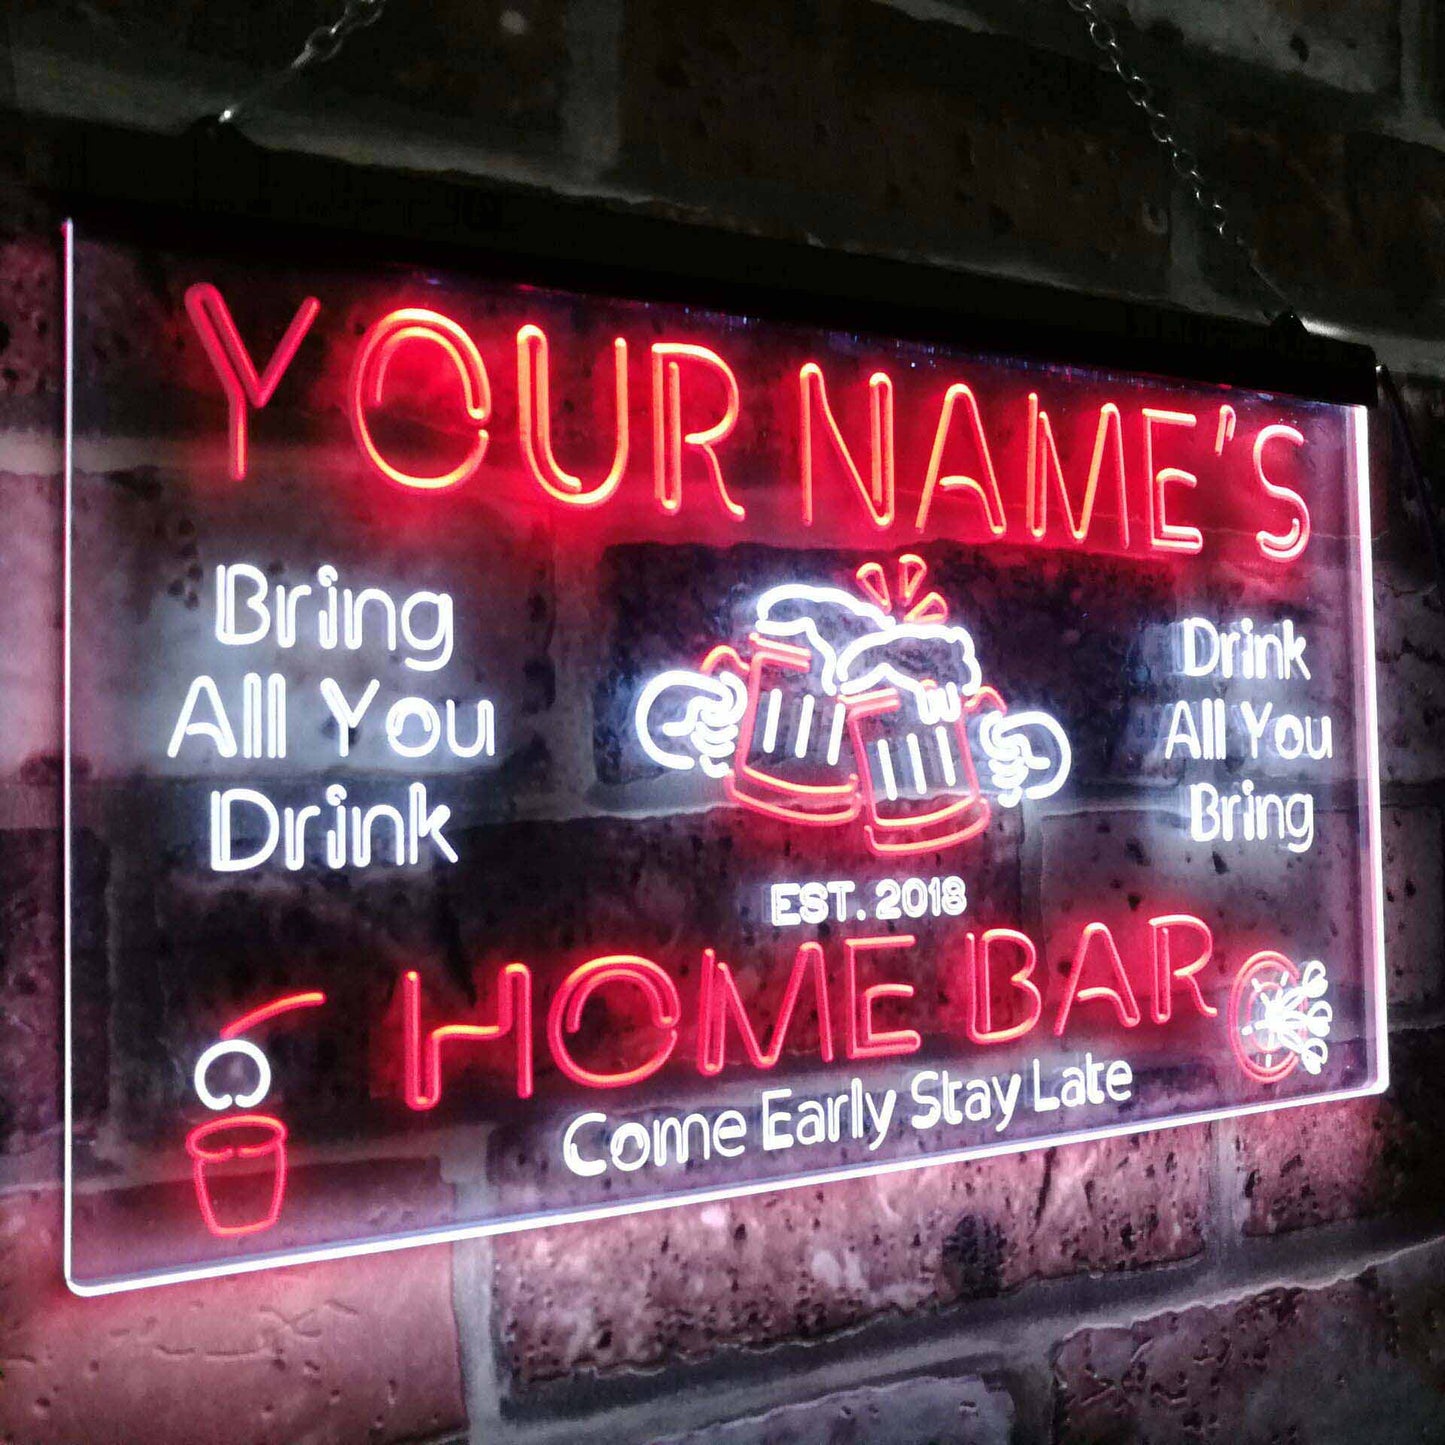 YOUR NAME'S
Bring
All You
Drink
Drink
All You
Bring
EST. 2018
HOME BAR
Come Early Stay Late